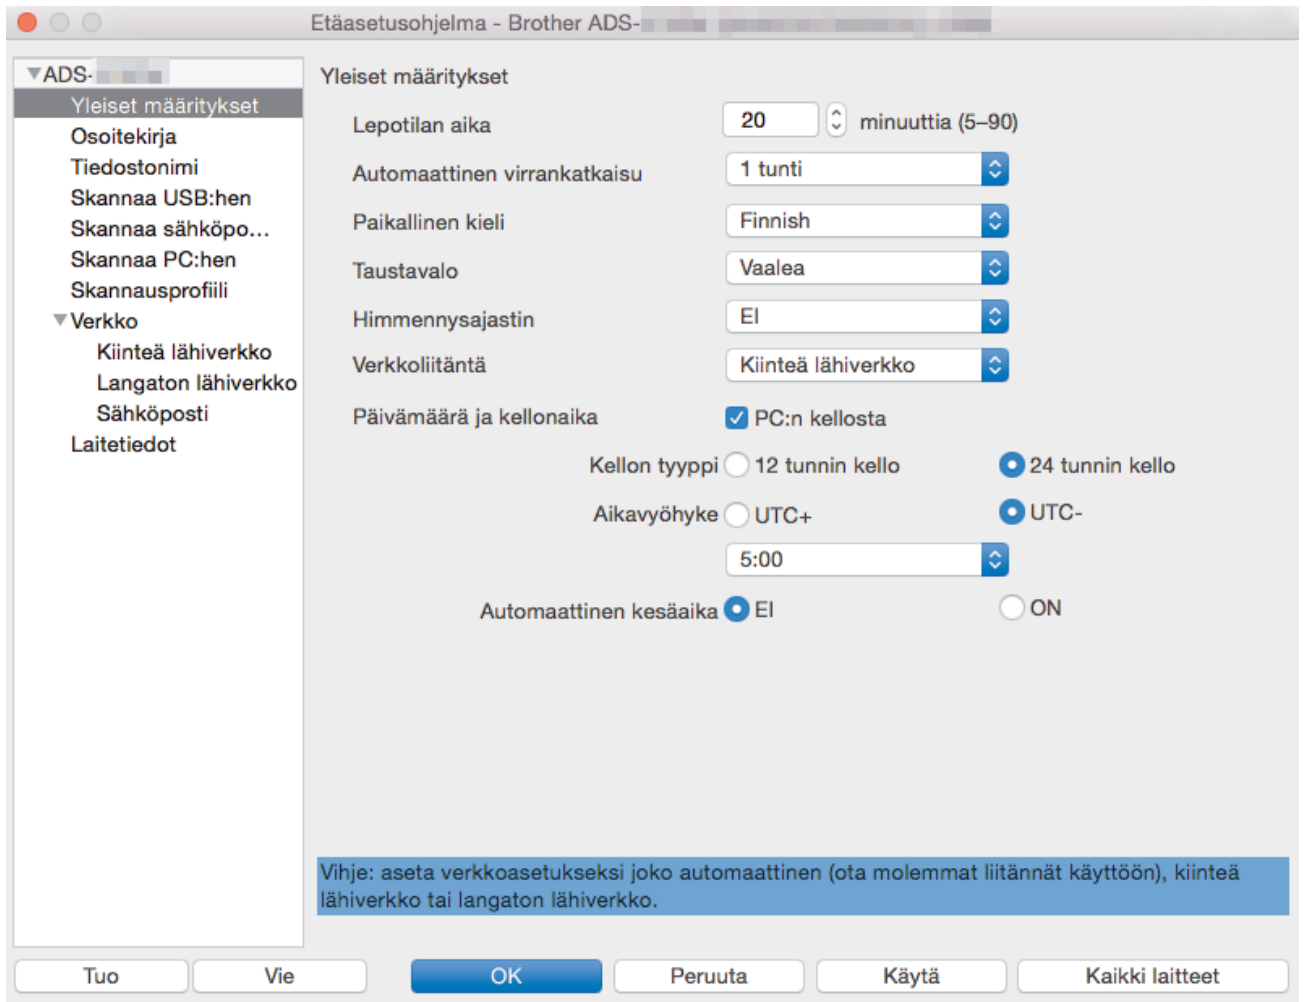 Etäasetusohjelma - Brother ADS-
ADS-
Yleiset määritykset
Osoitekirja
Tiedostonimi
Skannaa USB:hen
Skannaa sähköpo...
Skannaa PC:hen
Skannausprofiili
Verkko
Kiinteä lähiverkko
Langaton lähiverkko
Sähköposti
Laitetiedot
Yleiset määritykset
Lepotilan aika 20 minuuttia (5–90)
Automaattinen virrankatkaisu 1 tunti
Paikallinen kieli Finnish
Taustavalo Vaalea
Himmennysajastin EI
Verkkoliitäntä Kiinteä lähiverkko
Päivämäärä ja kellonaika PC:n kellosta
Kellon tyyppi 12 tunnin kello 24 tunnin kello
Aikavyöhyke UTC+ UTC-
5:00
Automaattinen kesäaika EI ON
Vihje: aseta verkkoasetukseksi joko automaattinen (ota molemmat liitännät käyttöön), kiinteä
lähiverkko tai langaton lähiverkko.
Tuo Vie OK Peruuta Käytä Kaikki laitteet